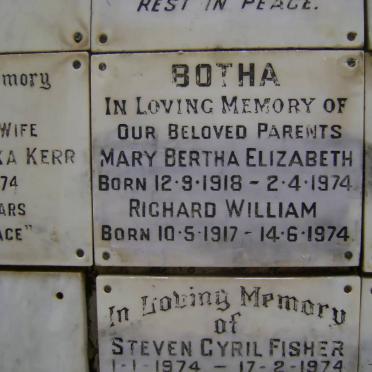 REST IN PEACE.
emory
WIFE
KA KERR
74
ARS
ACE"
BOTHA
IN LOVING MEMORY OF
OUR BELOVED PARENTS
MARY BERTHA ELIZABETH
BORN 12·9·1918 - 2·4·1974
RICHARD WILLIAM
BORN 10·5·1917 - 14·6·1974
In Loving Memory
of
STEVEN CYRIL FISHER
1-1-1974 - 17-2-1974